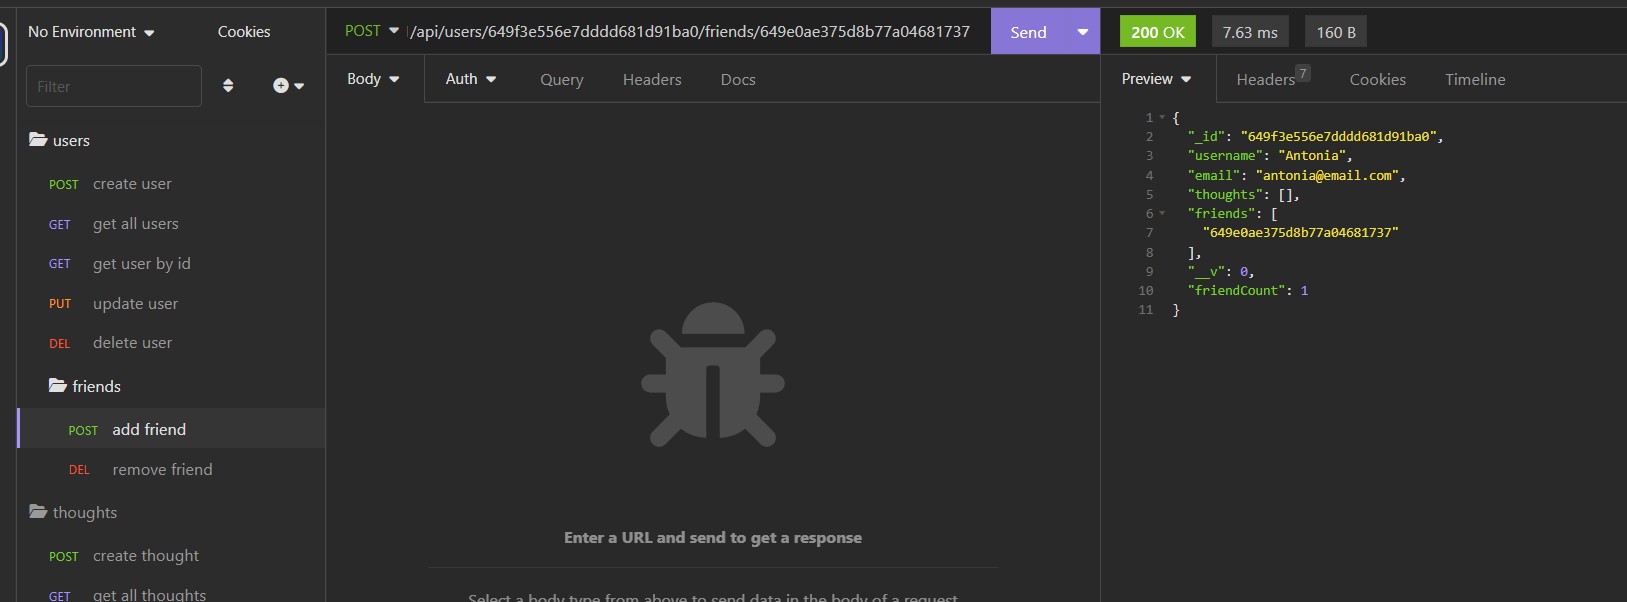 No Environment
Cookies
Filter
users
POST create user
GET get all users
GET get user by id
PUT update user
DEL delete user
friends
POST add friend
DEL remove friend
thoughts
POST create thought
GET get all thoughts
POST /api/users/649f3e556e7dddd681d91ba0/friends/649e0ae375d8b77a04681737 Send
Body Auth Query Headers Docs
Enter a URL and send to get a response
Select a body type from above to send data in the body of a request
200 OK 7.63 ms 160 B
Preview Headers 7 Cookies Timeline
1 {
2 "_id": "649f3e556e7dddd681d91ba0",
3 "username": "Antonia",
4 "email": "antonia@email.com",
5 "thoughts": [],
6 "friends": [
7 "649e0ae375d8b77a04681737"
8 ],
9 "__v": 0,
10 "friendCount": 1
11 }